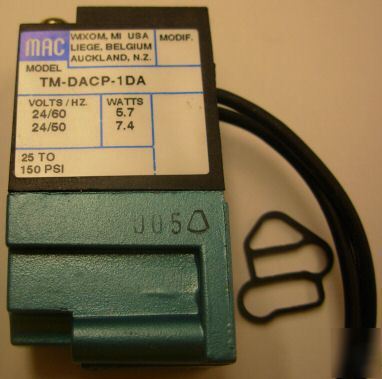 MAC
WIXOM, MI USA
LIEGE, BELGIUM
AUCKLAND, N.Z.
MODIF.
MODEL
TM-DACP-1DA
VOLTS / HZ. WATTS
24/60 5.7
24/50 7.4
25 TO
150 PSI
J05